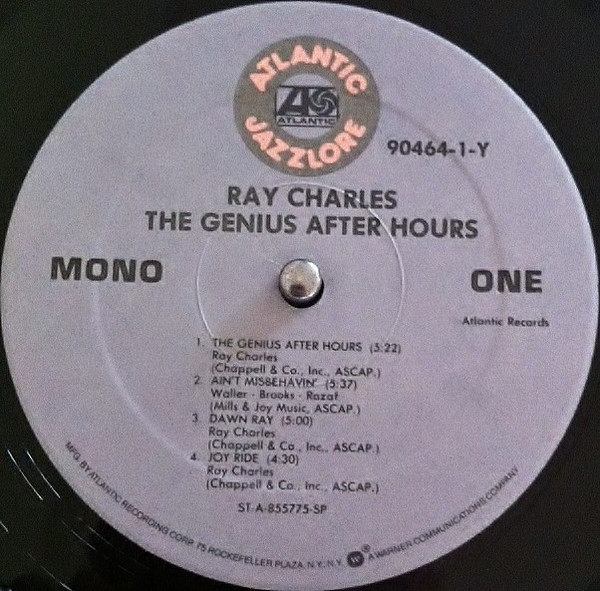 ATLANTIC
ATLANTIC
JAZZLORE
90464-1-Y
RAY CHARLES
THE GENIUS AFTER HOURS
MONO
ONE
Atlantic Records
1. THE GENIUS AFTER HOURS (5:22)
Ray Charles
(Chappell & Co., Inc., ASCAP.)
2. AIN'T MISBEHAVIN' (5:37)
Waller - Brooks - Razaf
(Mills & Joy Music, ASCAP.)
3. DAWN RAY (5:00)
Ray Charles
(Chappell & Co., Inc., ASCAP.)
4. JOY RIDE (4:30)
Ray Charles
(Chappell & Co., Inc., ASCAP.)
ST-A-855775-SP
MFG. BY ATLANTIC RECORDING CORP. 75 ROCKEFELLER PLAZA, N.Y., N.Y. W ® A WARNER COMMUNICATIONS COMPANY